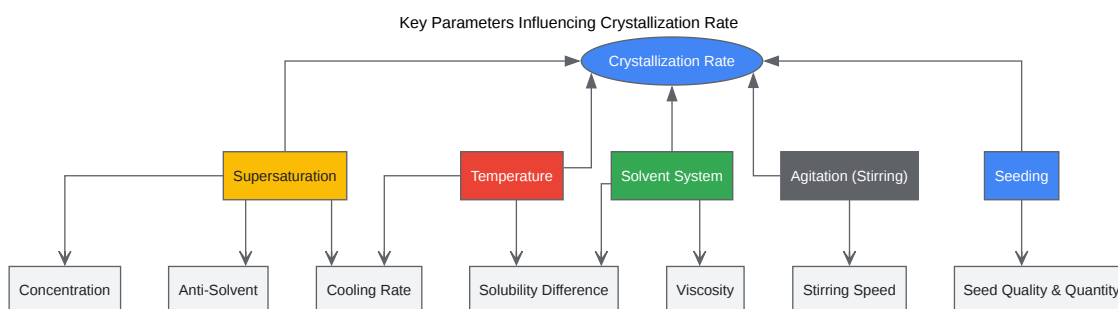 Key Parameters Influencing Crystallization Rate
Crystallization Rate
Supersaturation
Temperature
Solvent System
Agitation (Stirring)
Seeding
Concentration
Anti-Solvent
Cooling Rate
Solubility Difference
Viscosity
Stirring Speed
Seed Quality & Quantity